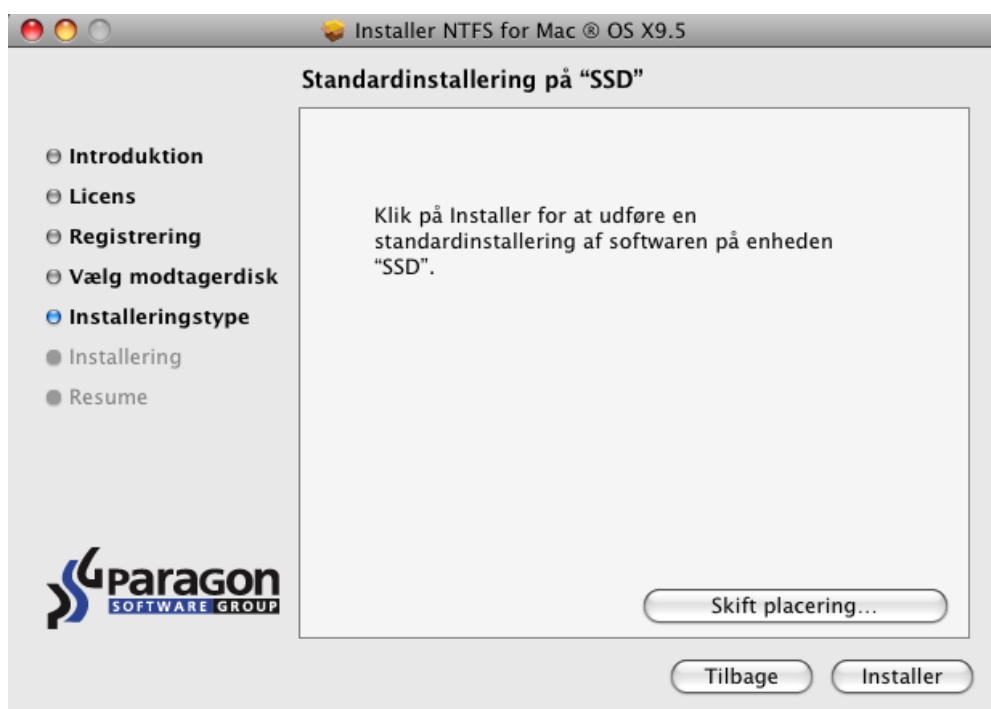 Installer NTFS for Mac ® OS X9.5
Standardinstallering på “SSD”
Introduktion
Licens
Registrering
Vælg modtagerdisk
Installeringstype
Installering
Resume
Klik på Installer for at udføre en
standardinstallering af softwaren på enheden
“SSD”.
Paragon
SOFTWARE GROUP
Skift placering...
Tilbage
Installer